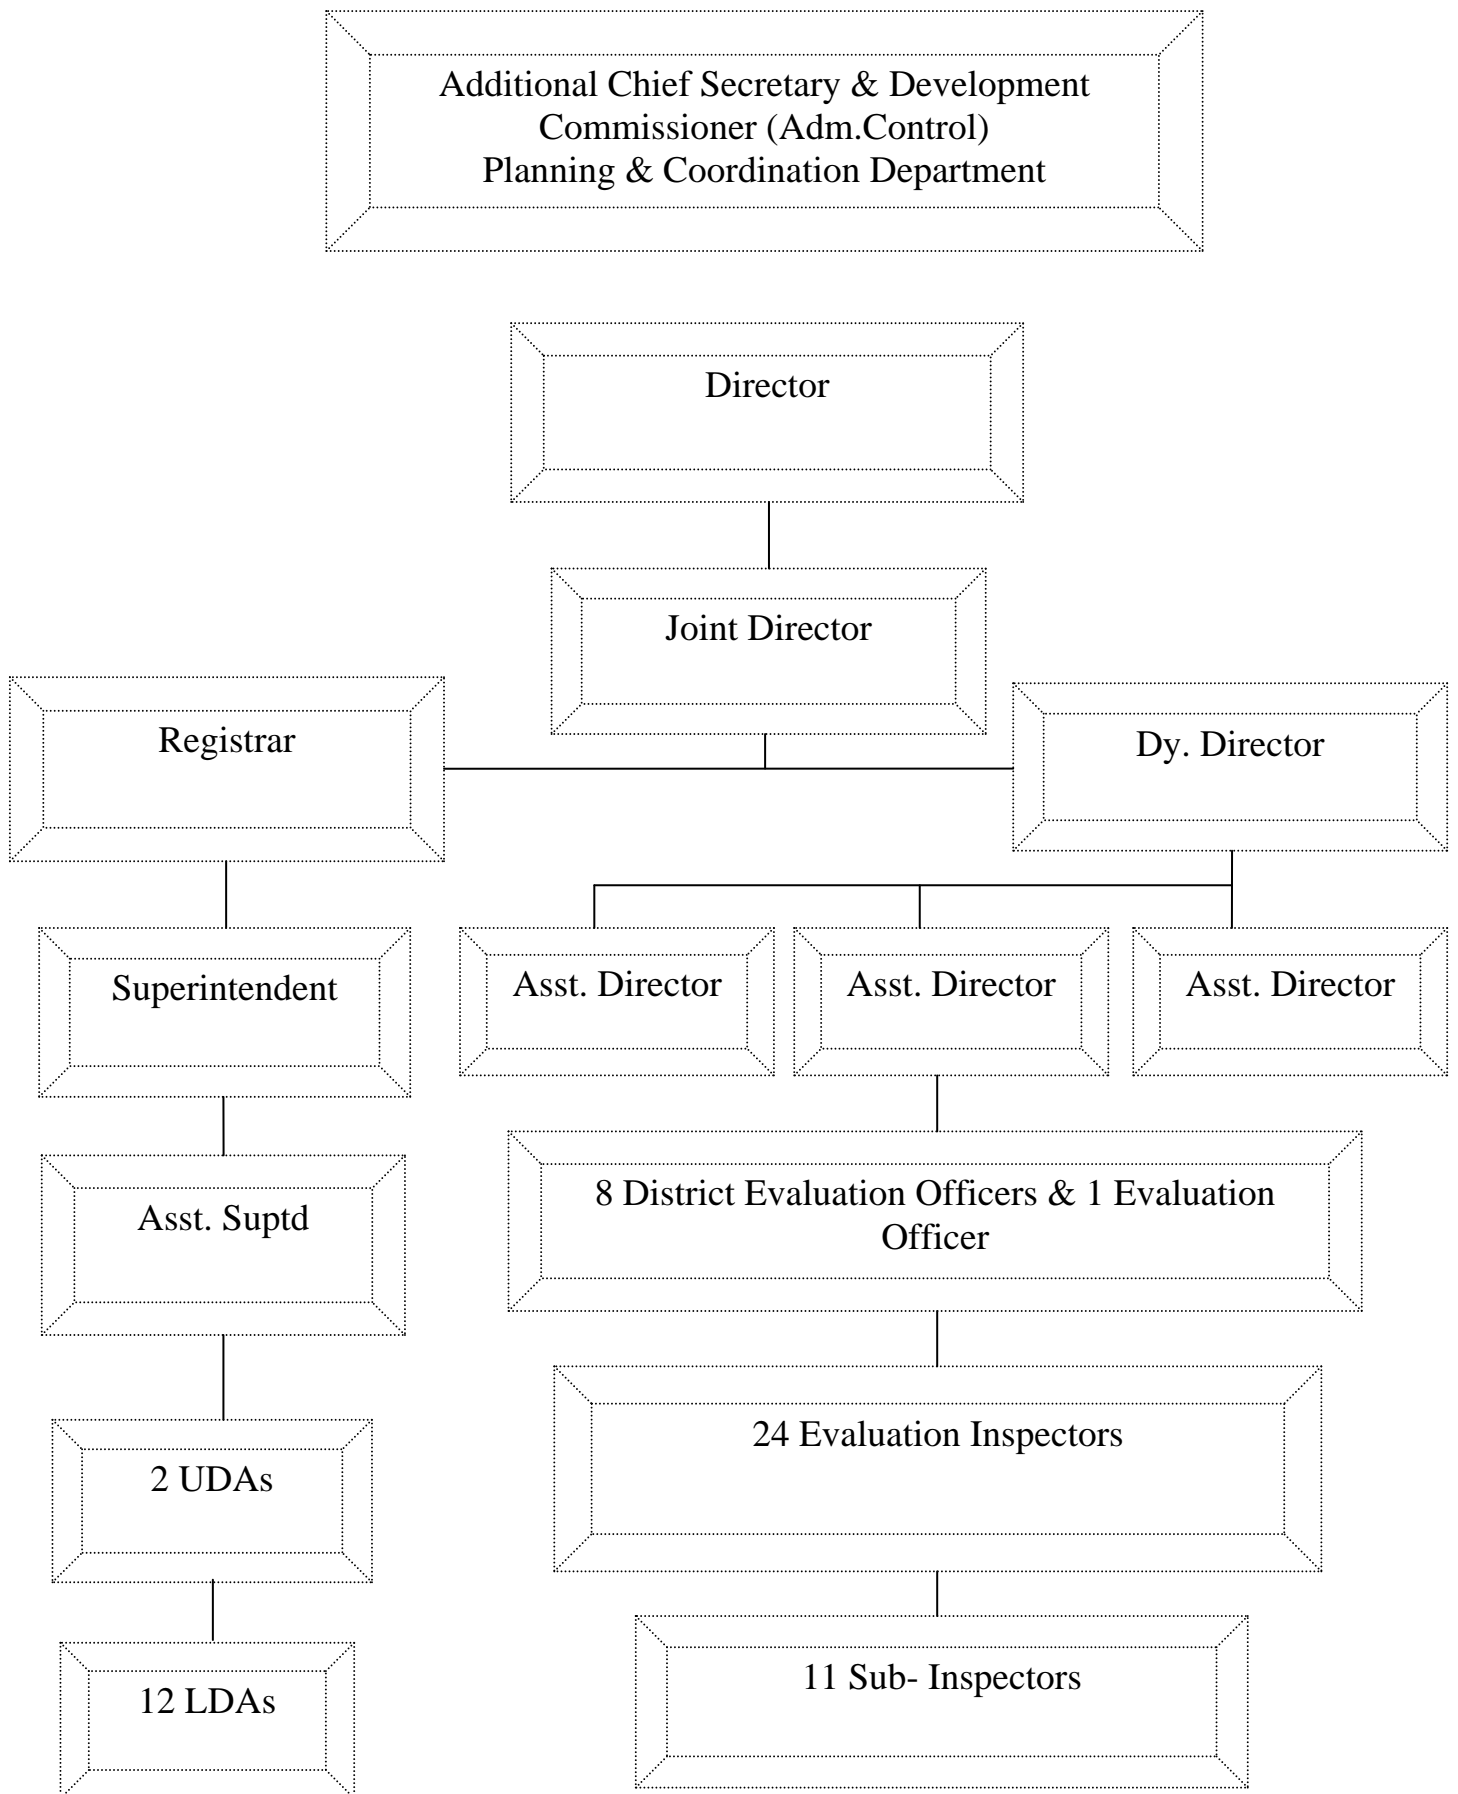 Additional Chief Secretary & Development
Commissioner (Adm.Control)
Planning & Coordination Department
Director
Joint Director
Registrar
Dy. Director
Superintendent
Asst. Director
Asst. Director
Asst. Director
Asst. Suptd
8 District Evaluation Officers & 1 Evaluation
Officer
2 UDAs
24 Evaluation Inspectors
12 LDAs
11 Sub- Inspectors